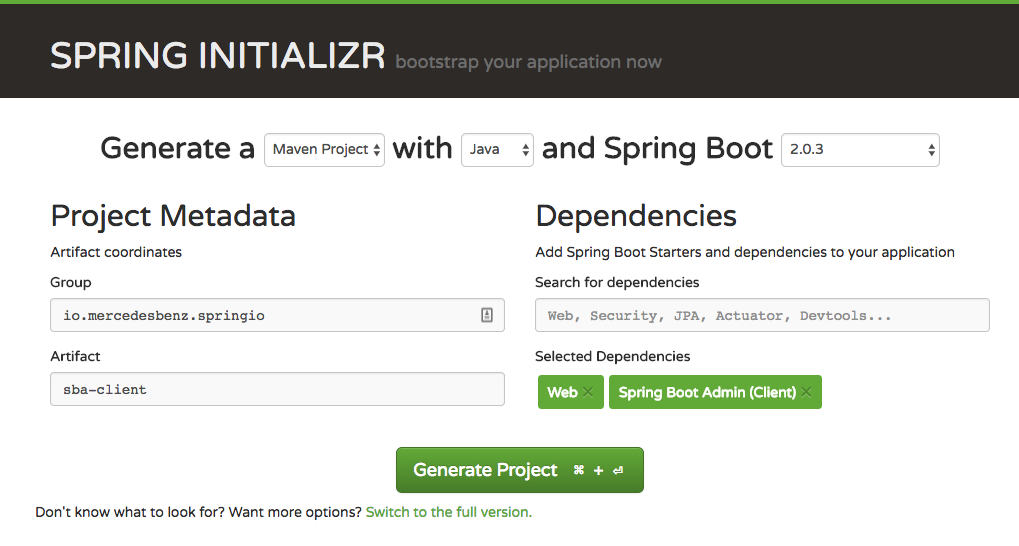 SPRING INITIALIZR bootstrap your application now
Generate a Maven Project with Java and Spring Boot 2.0.3
Project Metadata
Artifact coordinates
Group
io.mercedesbenz.springio
Artifact
sba-client
Dependencies
Add Spring Boot Starters and dependencies to your application
Search for dependencies
Web, Security, JPA, Actuator, Devtools...
Selected Dependencies
Web × Spring Boot Admin (Client) ×
Generate Project ⌘ + ⏎
Don't know what to look for? Want more options? Switch to the full version.